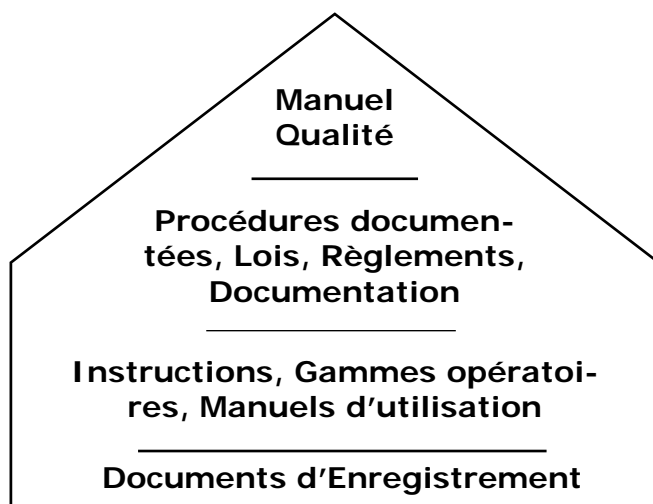 Manuel
Qualité
Procédures documen-
tées, Lois, Règlements,
Documentation
Instructions, Gammes opératoi-
res, Manuels d'utilisation
Documents d'Enregistrement